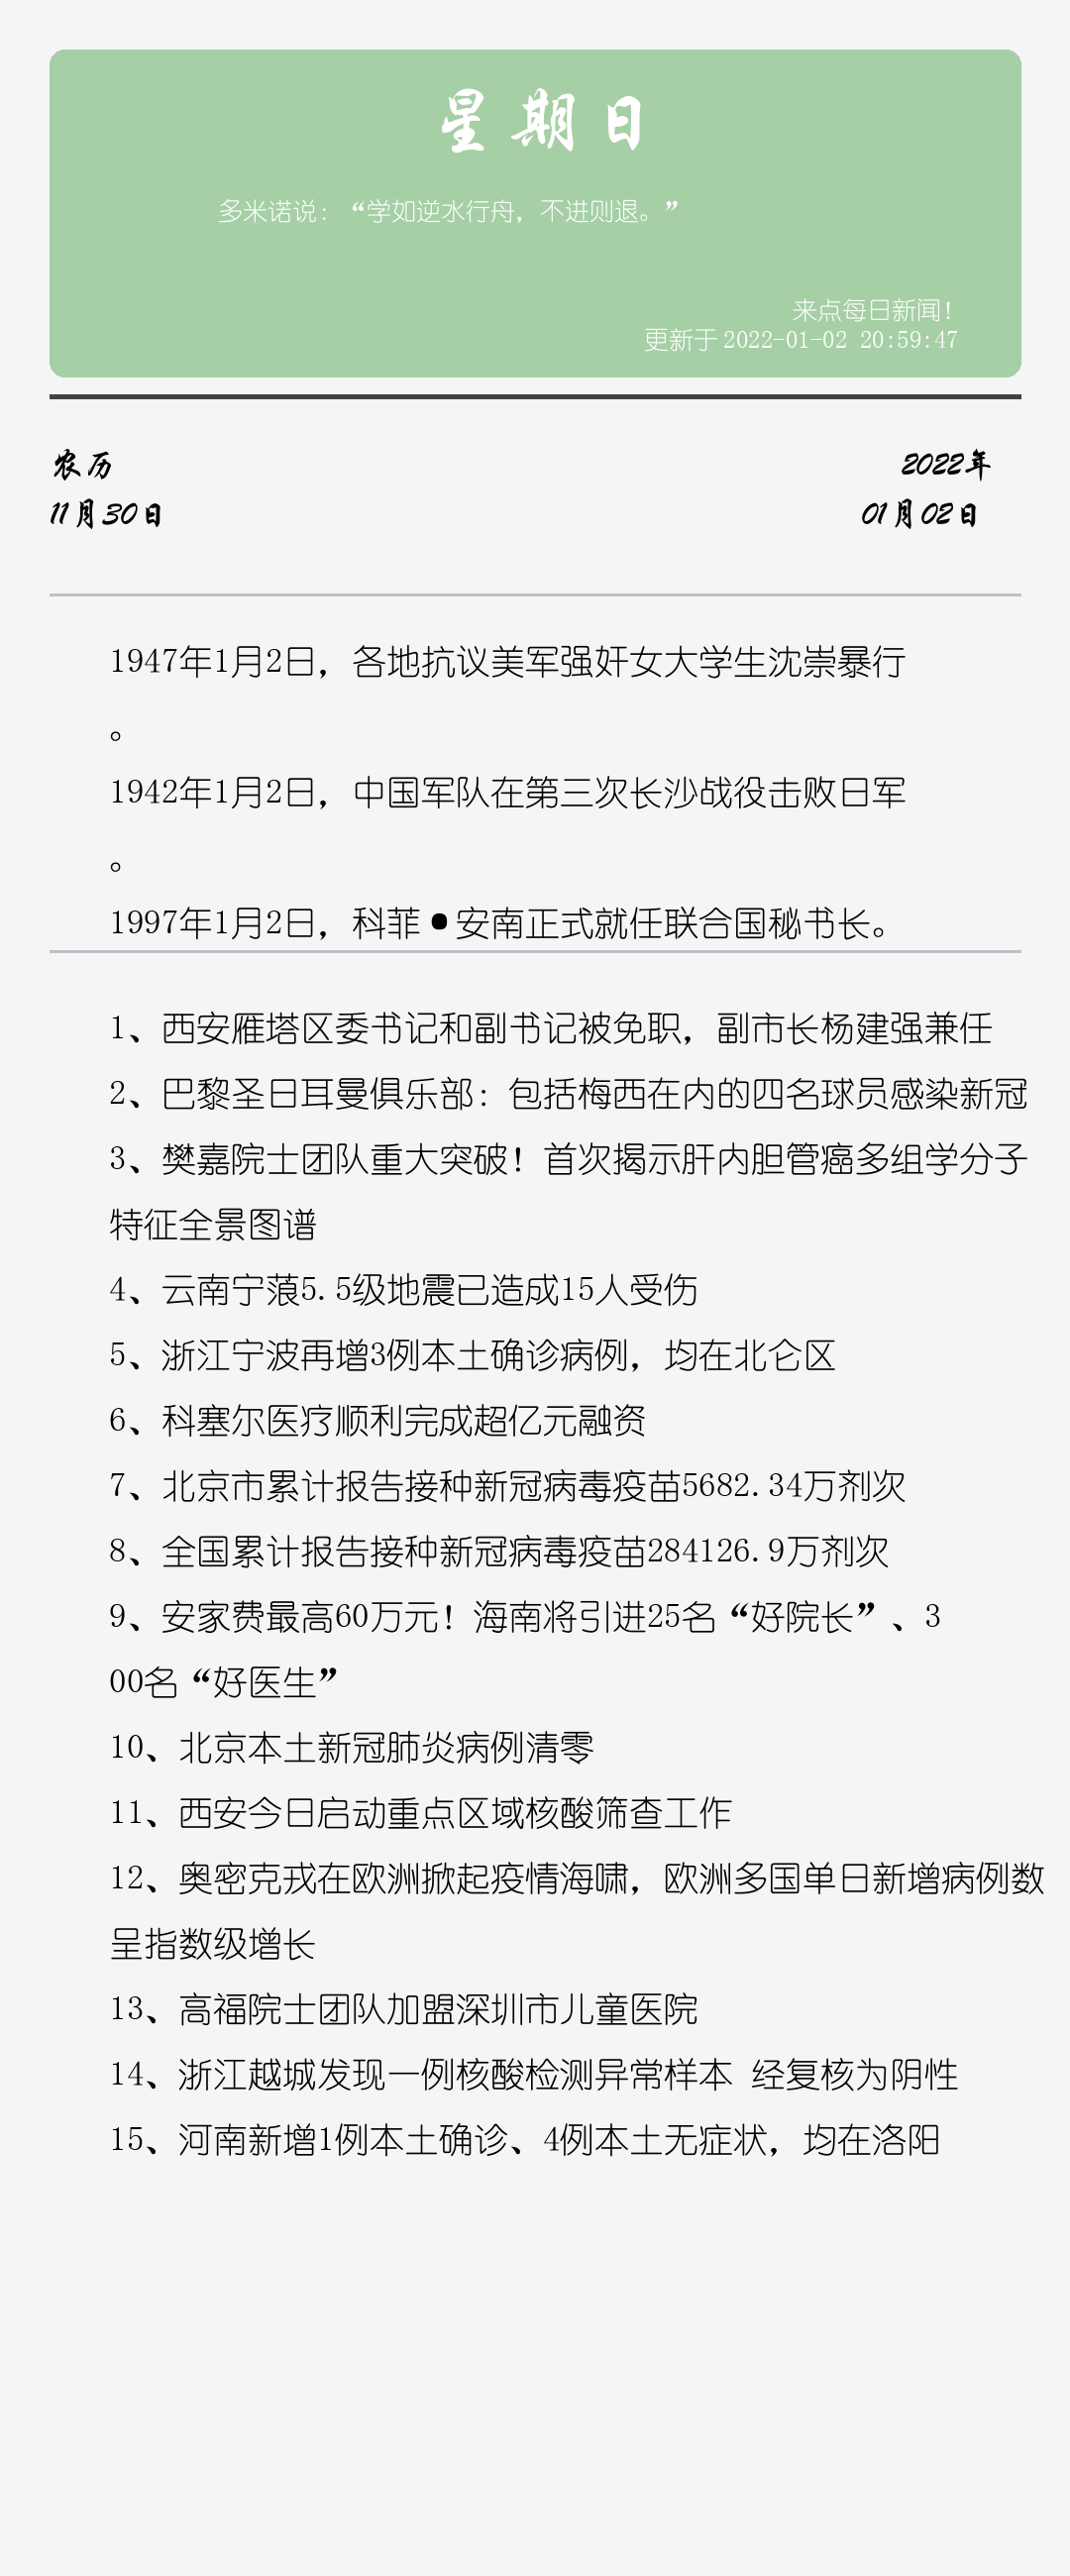 星期日
多米诺说：“学如逆水行舟，不进则退。”
来点每日新闻！
更新于 2022-01-02 20:59:47
农历
2022年
11月30日
01月02日
1947年1月2日，各地抗议美军强奸女大学生沈崇暴行
。
1942年1月2日，中国军队在第三次长沙战役击败日军
。
1997年1月2日，科菲●安南正式就任联合国秘书长。
1、西安雁塔区委书记和副书记被免职，副市长杨建强兼任
2、巴黎圣日耳曼俱乐部：包括梅西在内的四名球员感染新冠
3、樊嘉院士团队重大突破！首次揭示肝内胆管癌多组学分子
特征全景图谱
4、云南宁蒗5.5级地震已造成15人受伤
5、浙江宁波再增3例本土确诊病例，均在北仑区
6、科塞尔医疗顺利完成超亿元融资
7、北京市累计报告接种新冠病毒疫苗5682.34万剂次
8、全国累计报告接种新冠病毒疫苗284126.9万剂次
9、安家费最高60万元！海南将引进25名“好院长”、3
00名“好医生”
10、北京本土新冠肺炎病例清零
11、西安今日启动重点区域核酸筛查工作
12、奥密克戎在欧洲掀起疫情海啸，欧洲多国单日新增病例数
呈指数级增长
13、高福院士团队加盟深圳市儿童医院
14、浙江越城发现一例核酸检测异常样本 经复核为阴性
15、河南新增1例本土确诊、4例本土无症状，均在洛阳